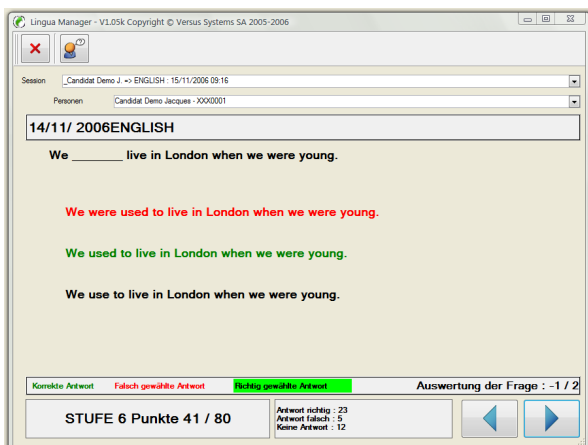 Lingua Manager - V1.05k Copyright © Versus Systems SA 2005-2006
Session _Candidat Demo J. => ENGLISH : 15/11/2006 09:16
Personen Candidat Demo Jacques - XXX0001
14/11/ 2006ENGLISH
We _______ live in London when we were young.
We were used to live in London when we were young.
We used to live in London when we were young.
We use to live in London when we were young.
Korrekte Antwort Falsch gewählte Antwort Richtig gewählte Antwort Auswertung der Frage : -1 / 2
STUFE 6 Punkte 41 / 80
Antwort richtig : 23
Antwort falsch : 5
Keine Antwort : 12